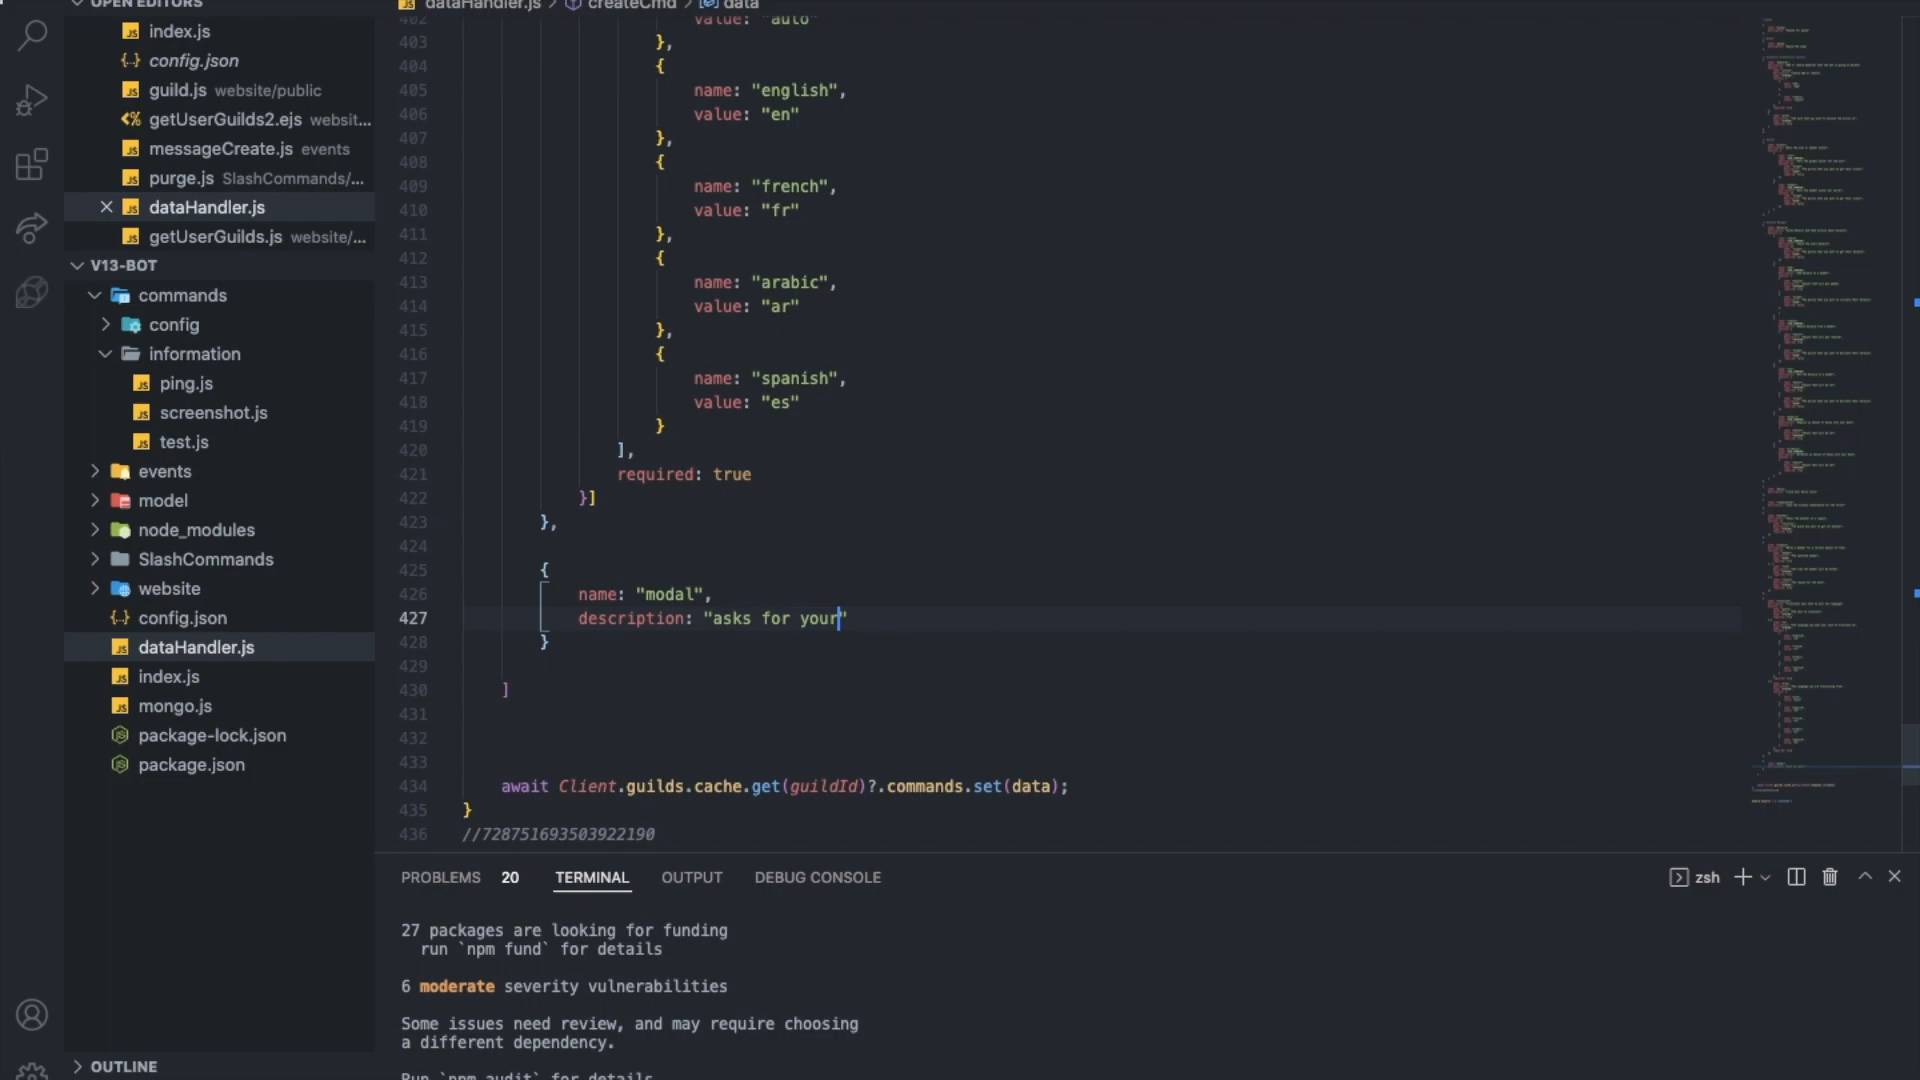 OPEN EDITORS
index.js
config.json
guild.js website/public
getUserGuilds2.ejs websit...
messageCreate.js events
purge.js SlashCommands/...
dataHandler.js
getUserGuilds.js website/...
V13-BOT
commands
config
information
ping.js
screenshot.js
test.js
events
model
node_modules
SlashCommands
website
config.json
dataHandler.js
index.js
mongo.js
package-lock.json
package.json
OUTLINE
dataHandler.js > createCmd > data
402 value: "auto"
403 },
404 {
405 name: "english",
406 value: "en"
407 },
408 {
409 name: "french",
410 value: "fr"
411 },
412 {
413 name: "arabic",
414 value: "ar"
415 },
416 {
417 name: "spanish",
418 value: "es"
419 }
420 ],
421 required: true
422 }]
423 },
424
425 {
426 name: "modal",
427 description: "asks for your"
428 }
429
430 ]
431
432
433
434 await Client.guilds.cache.get(guildId)?.commands.set(data);
435 }
436 //728751693503922190
PROBLEMS 20 TERMINAL OUTPUT DEBUG CONSOLE zsh
27 packages are looking for funding
run `npm fund` for details
6 moderate severity vulnerabilities
Some issues need review, and may require choosing
a different dependency.
Run `npm audit` for details.